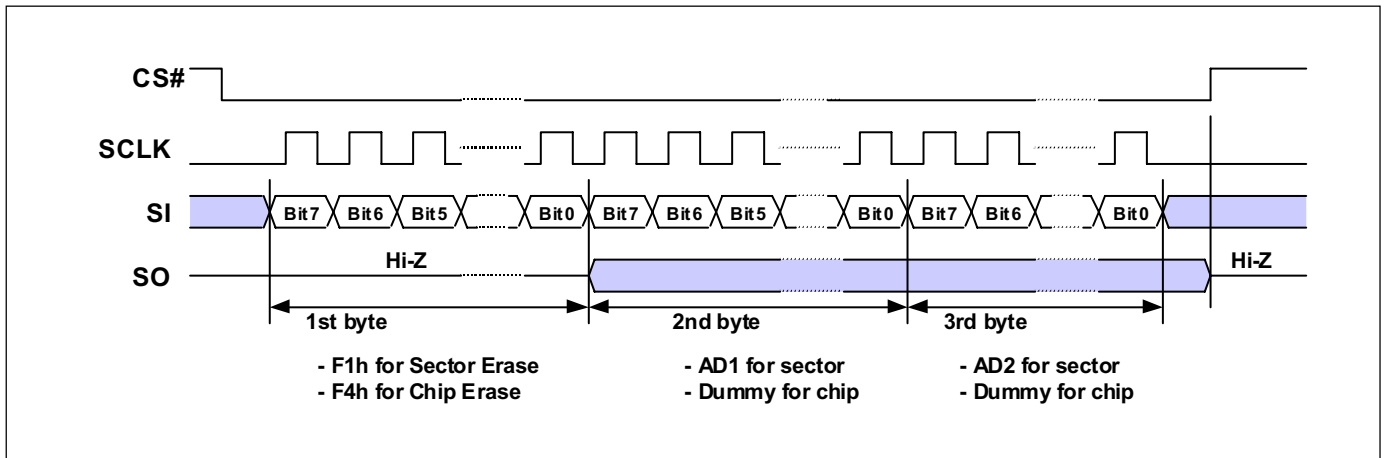 CS#
SCLK
SI Bit7 Bit6 Bit5 Bit0 Bit7 Bit6 Bit5 Bit0 Bit7 Bit6 Bit0
SO Hi-Z Hi-Z
1st byte 2nd byte 3rd byte
- F1h for Sector Erase - AD1 for sector - AD2 for sector
- F4h for Chip Erase - Dummy for chip - Dummy for chip